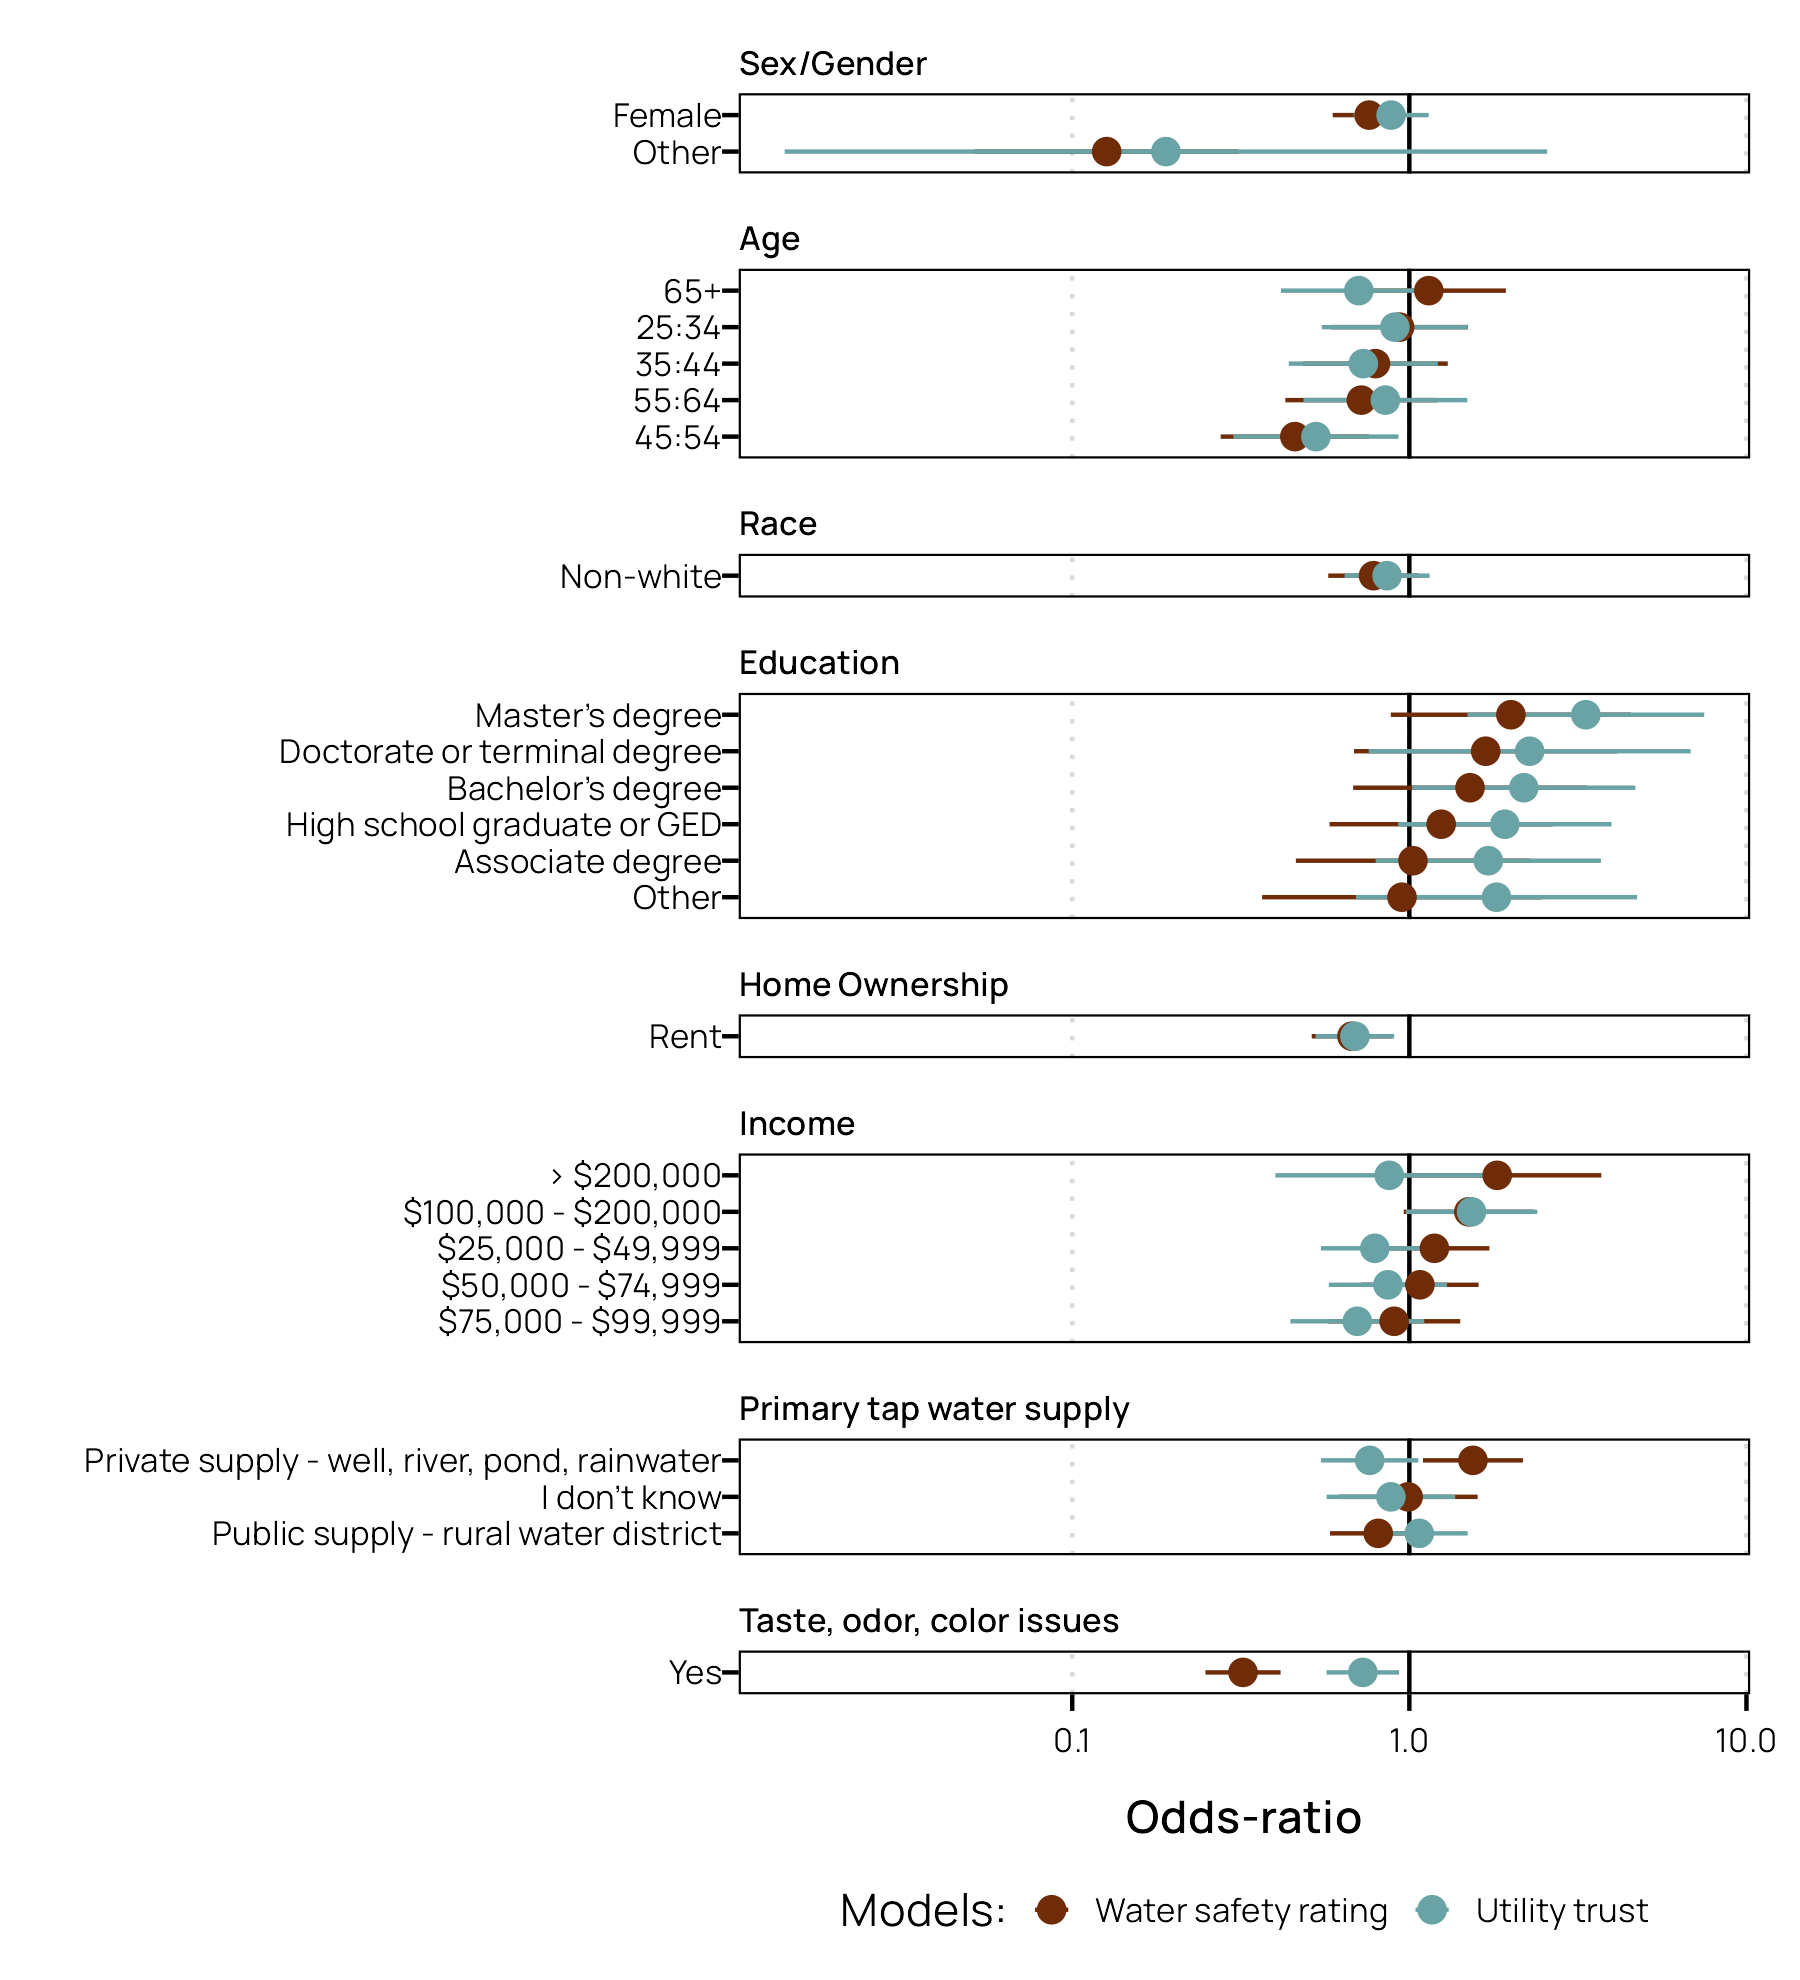 Sex/Gender
Female
Other
Age
65+
25:34
35:44
55:64
45:54
Race
Non-white
Education
Master’s degree
Doctorate or terminal degree
Bachelor’s degree
High school graduate or GED
Associate degree
Other
Home Ownership
Rent
Income
> $200,000
$100,000 - $200,000
$25,000 - $49,999
$50,000 - $74,999
$75,000 - $99,999
Primary tap water supply
Private supply - well, river, pond, rainwater
I don’t know
Public supply - rural water district
Taste, odor, color issues
Yes
0.1 1.0 10.0
Odds-ratio
Models: Water safety rating Utility trust